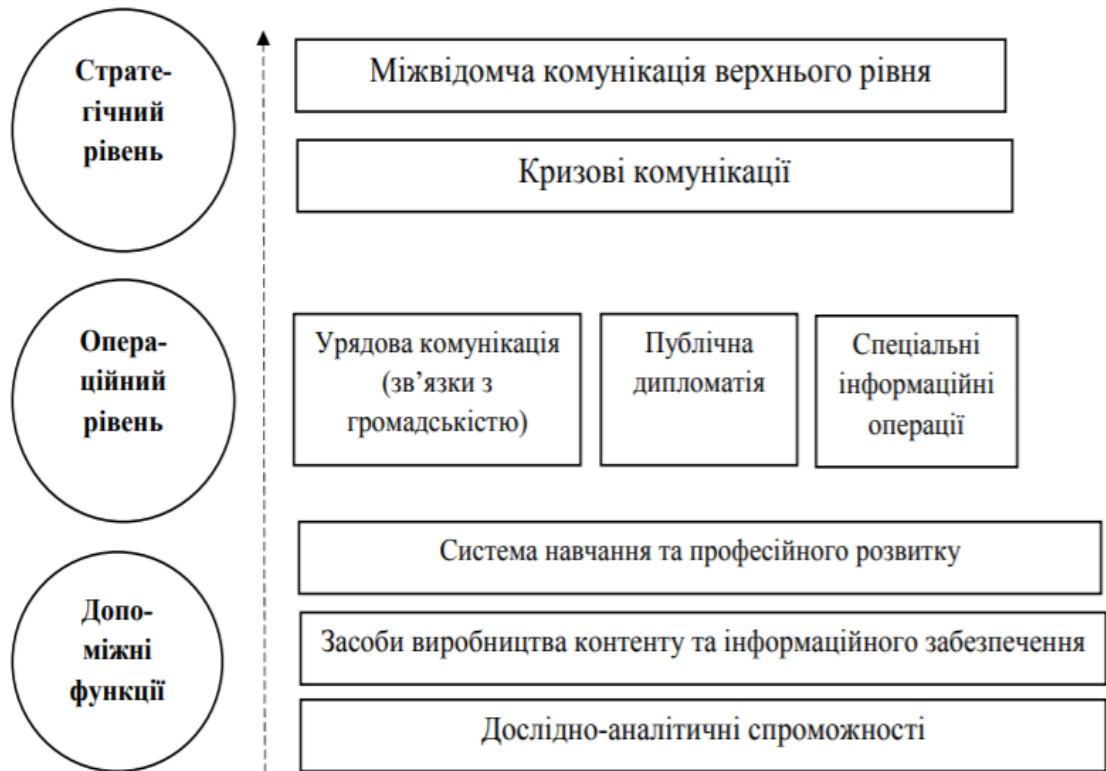 Страте-
гічний
рівень
Міжвідомча комунікація верхнього рівня
Кризові комунікації
Опера-
ційний
рівень
Урядова комунікація
(зв’язки з
громадськістю)
Публічна
дипломатія
Спеціальні
інформаційні
операції
Допо-
міжні
функції
Система навчання та професійного розвитку
Засоби виробництва контенту та інформаційного забезпечення
Дослідно-аналітичні спроможності